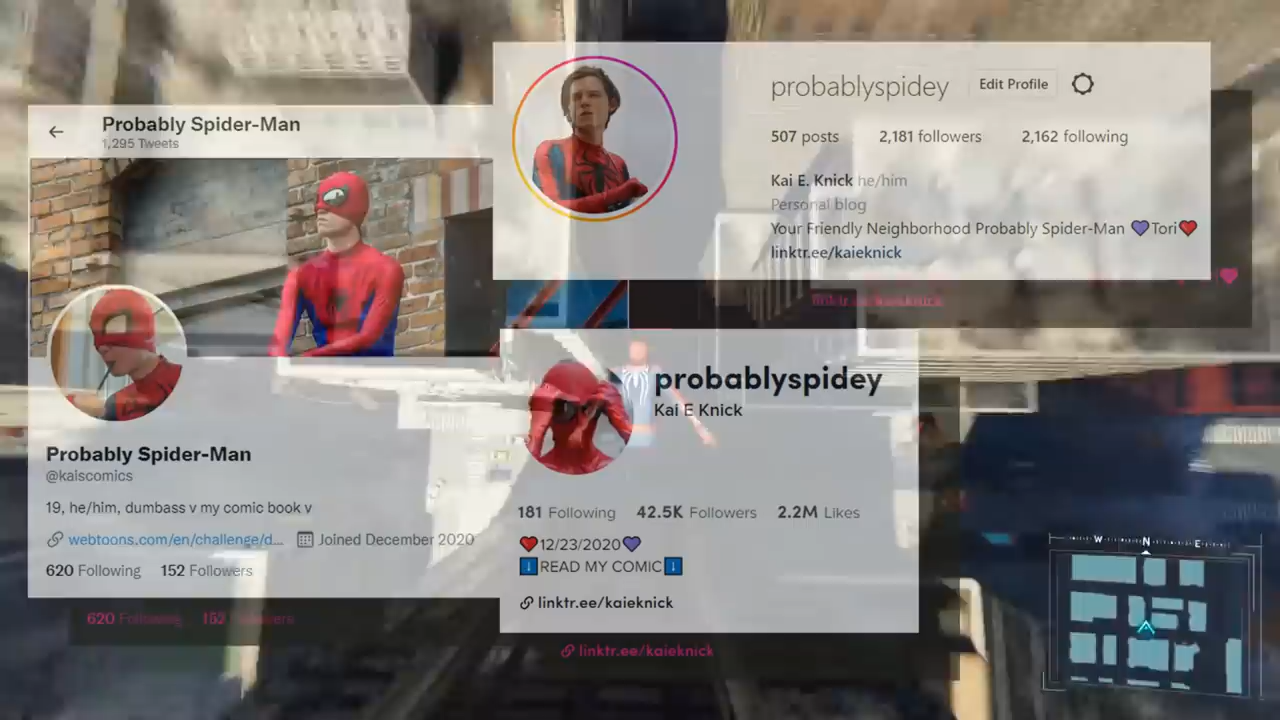 Probably Spider-Man
1,295 Tweets
Probably Spider-Man
@kaiscomics
19, he/him, dumbass v my comic book v
webtoons.com/en/challenge/d... Joined December 2020
620 Following 152 Followers
620 Following 152 Followers
probablyspidey Edit Profile
507 posts 2,181 followers 2,162 following
Kai E. Knick he/him
Personal blog
Your Friendly Neighborhood Probably Spider-Man 💜Tori❤️
linktr.ee/kaieknick
linktr.ee/kaieknick
probablyspidey
Kai E Knick
181 Following 42.5K Followers 2.2M Likes
❤️12/23/2020💜
⬇️READ MY COMIC⬇️
linktr.ee/kaieknick
linktr.ee/kaieknick
W N E